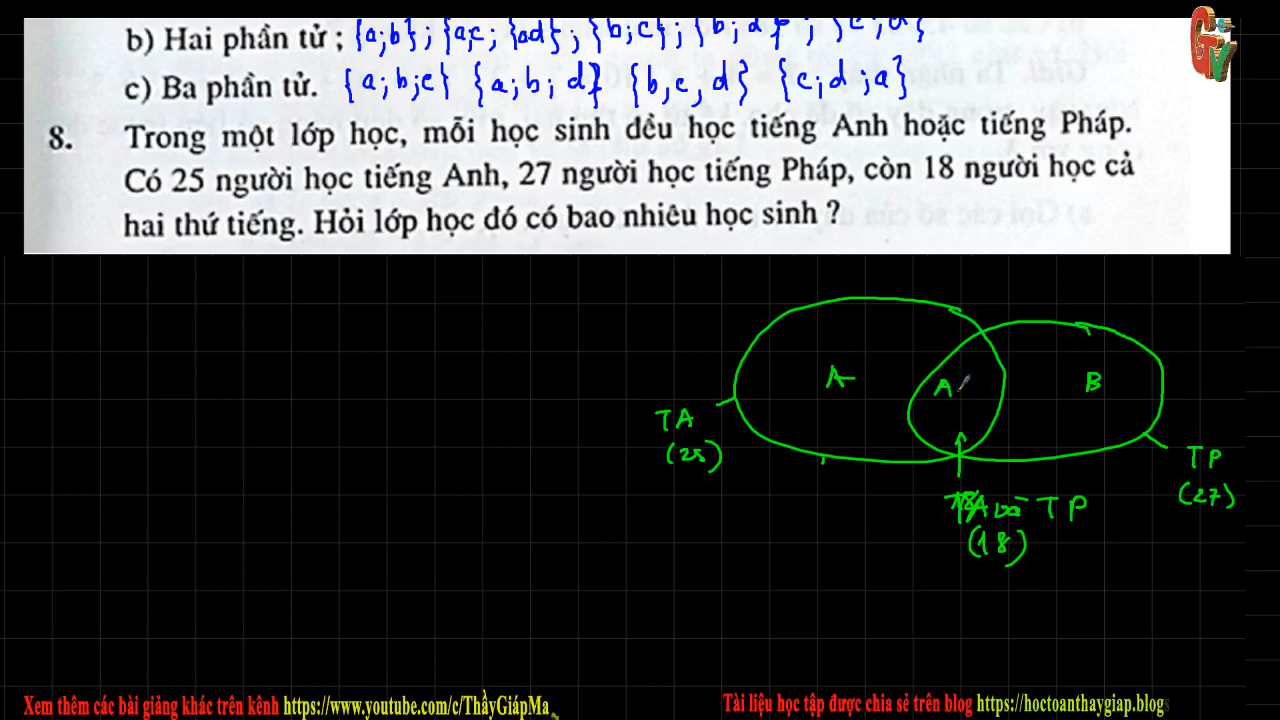 b) Hai phần tử ; {a;b} ; {a,c ; {ad} ; {b;c} ; {b;d} ;
c) Ba phần tử. {a;b;c} {a;b;d} {b,c,d} {c;d;a}
8. Trong một lớp học, mỗi học sinh đều học tiếng Anh hoặc tiếng Pháp.
Có 25 người học tiếng Anh, 27 người học tiếng Pháp, còn 18 người học cả
hai thứ tiếng. Hỏi lớp học đó có bao nhiêu học sinh ?
A
A
B
TA
(25)
TP
(27)
và TP
(18)
Xem thêm các bài giảng khác trên kênh https://www.youtube.com/c/ThầyGiápMa
Tài liệu học tập được chia sẻ trên blog https://hoctoanthaygiap.blogs